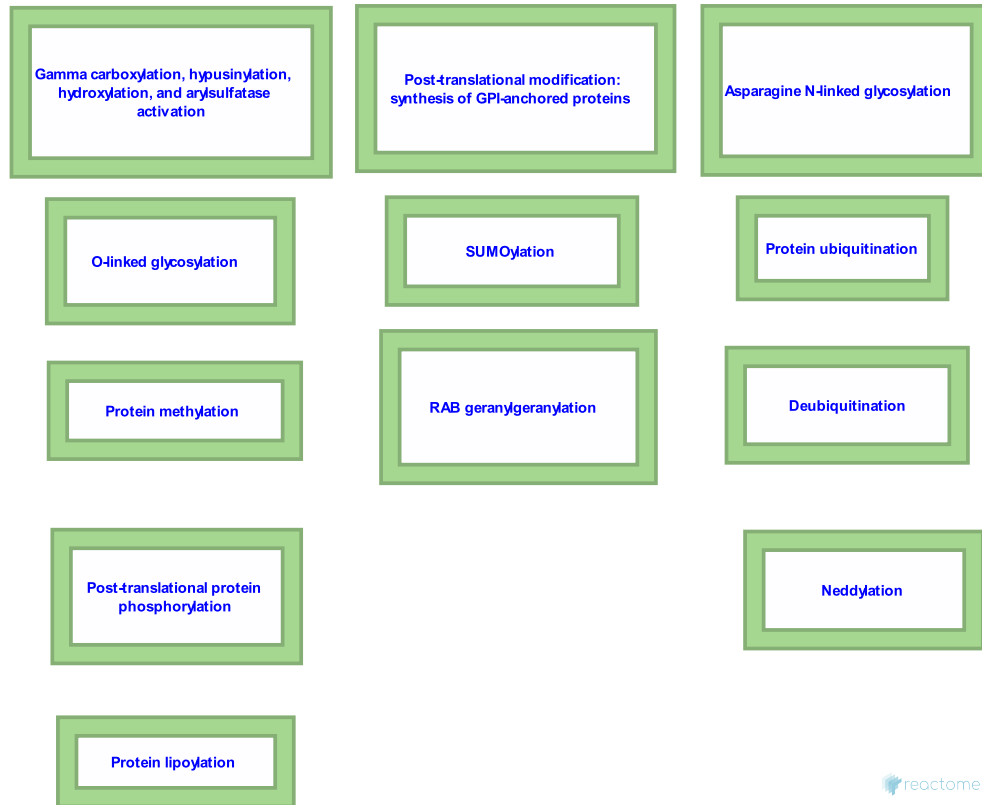 Gamma carboxylation, hypusinylation,
hydroxylation, and arylsulfatase
activation
Post-translational modification:
synthesis of GPI-anchored proteins
Asparagine N-linked glycosylation
O-linked glycosylation
SUMOylation
Protein ubiquitination
Protein methylation
RAB geranylgeranylation
Deubiquitination
Post-translational protein
phosphorylation
Neddylation
Protein lipoylation
reactome